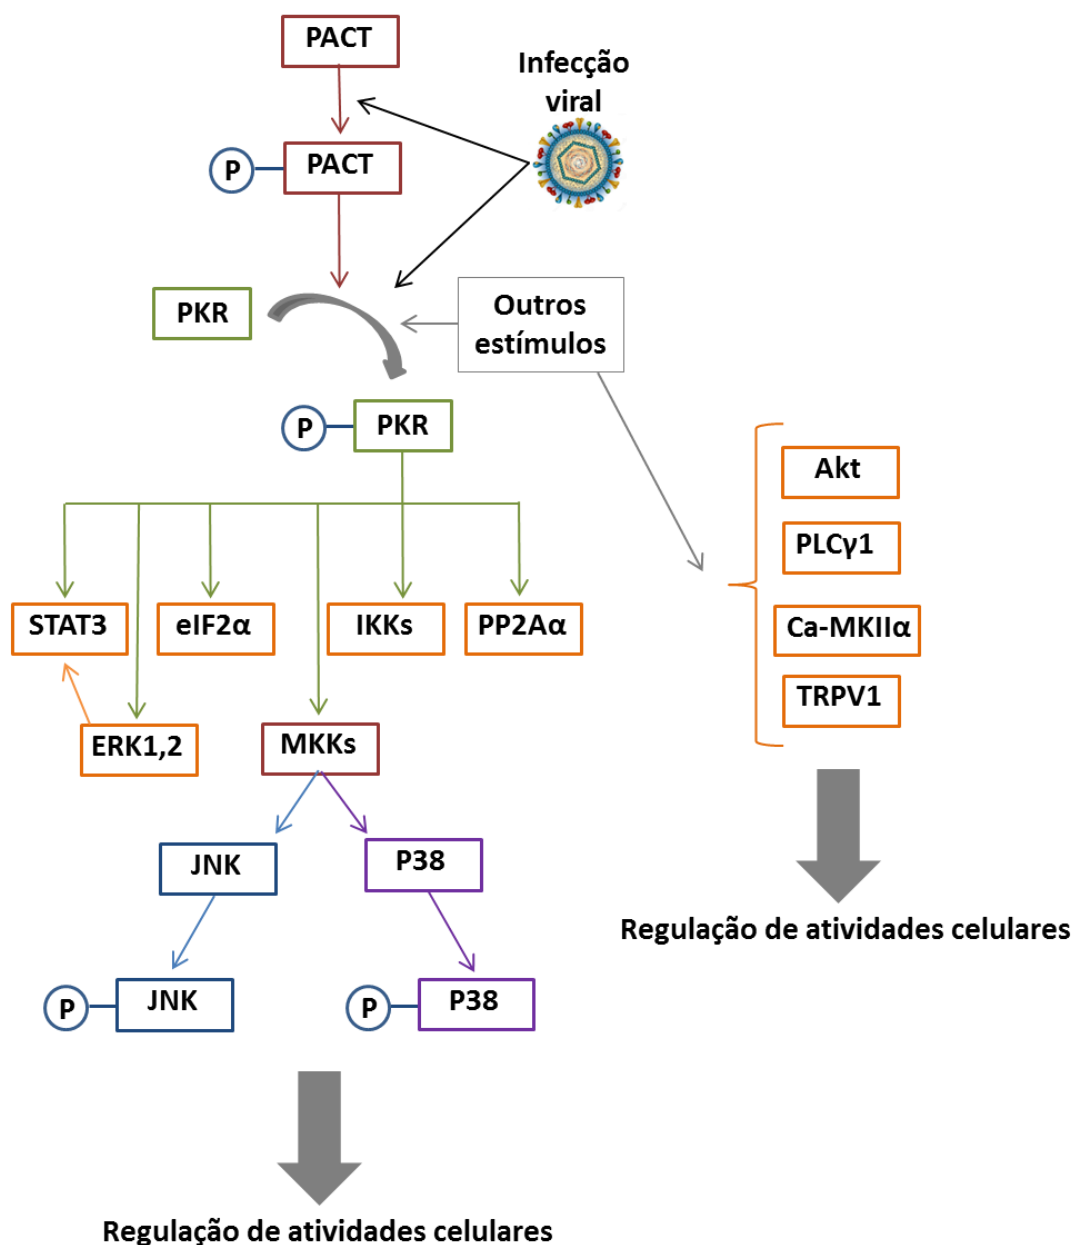 PACT
Infecção
viral
P
PACT
PKR
Outros
estímulos
P
PKR
Akt
PLCγ1
Ca-MKIIα
TRPV1
STAT3
eIF2α
IKKs
PP2Aα
ERK1,2
MKKs
JNK
P38
Regulação de atividades celulares
P
JNK
P
P38
Regulação de atividades celulares